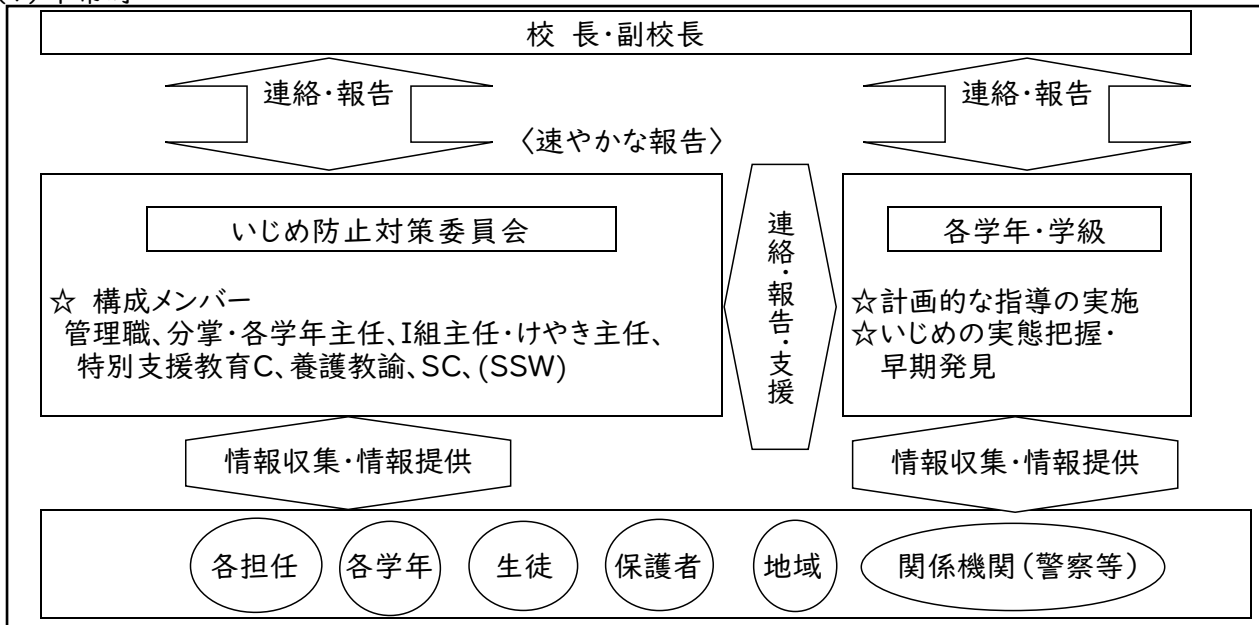 校 長・副校長
連絡・報告
連絡・報告
〈速やかな報告〉
いじめ防止対策委員会
☆ 構成メンバー
管理職、分掌・各学年主任、I組主任・けやき主任、
特別支援教育C、養護教諭、SC、(SSW)
連絡・報告・支援
各学年・学級
☆計画的な指導の実施
☆いじめの実態把握・
早期発見
情報収集・情報提供
情報収集・情報提供
各担任
各学年
生徒
保護者
地域
関係機関(警察等)